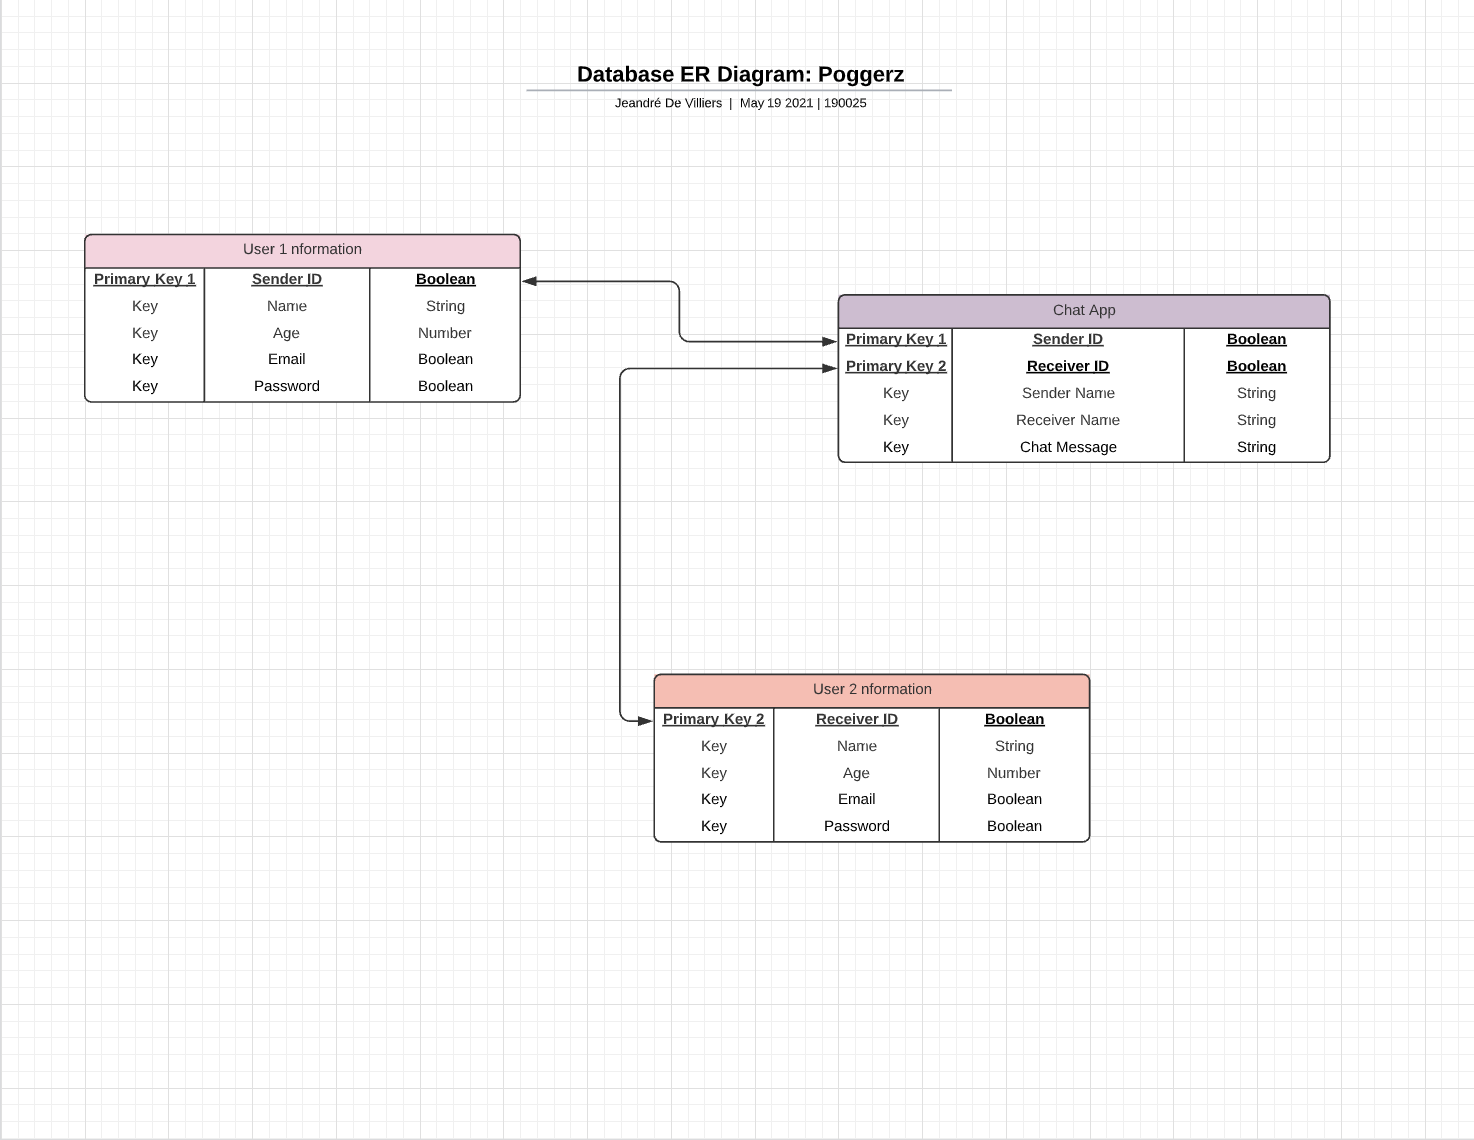 Database ER Diagram: Poggerz
Jeandré De Villiers | May 19 2021 | 190025
User 1 nformation
Primary Key 1 Sender ID Boolean
Key Name String
Key Age Number
Key Email Boolean
Key Password Boolean
Chat App
Primary Key 1 Sender ID Boolean
Primary Key 2 Receiver ID Boolean
Key Sender Name String
Key Receiver Name String
Key Chat Message String
User 2 nformation
Primary Key 2 Receiver ID Boolean
Key Name String
Key Age Number
Key Email Boolean
Key Password Boolean